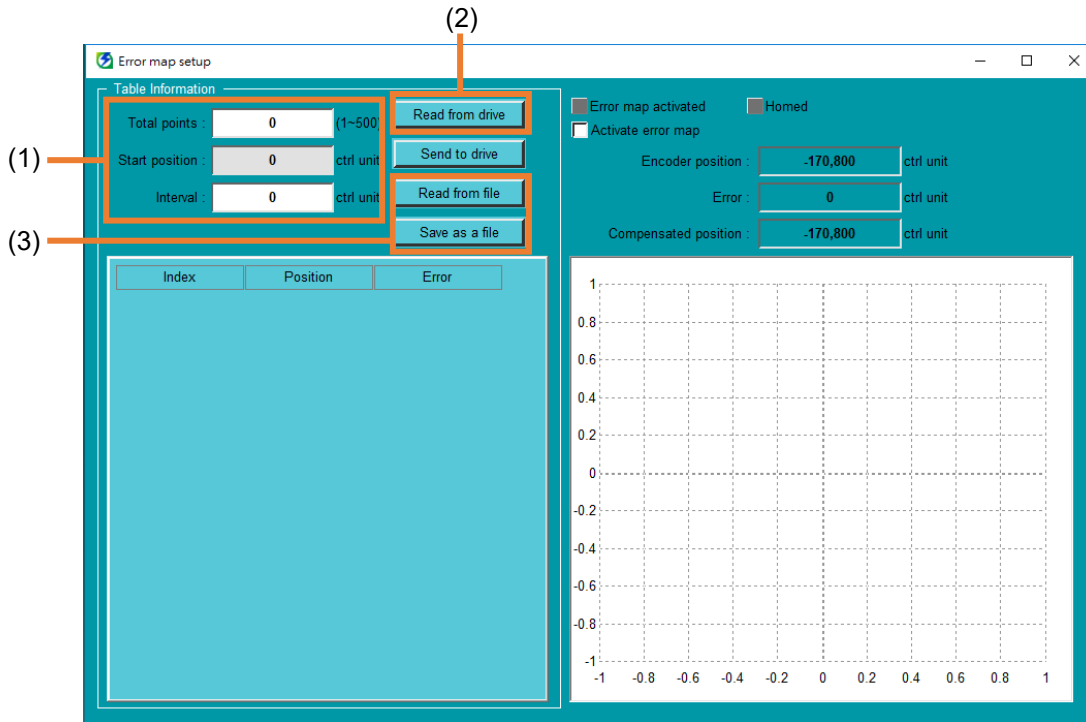 (2)
Error map setup
Table Information
Total points : 0 (1~500)
(1)
Start position : 0 ctrl unit
Interval : 0 ctrl unit
Read from drive
Send to drive
Read from file
Save as a file
(3)
Error map activated Homed
Activate error map
Encoder position : -170,800 ctrl unit
Error : 0 ctrl unit
Compensated position : -170,800 ctrl unit
Index Position Error
1
0.8
0.6
0.4
0.2
0
-0.2
-0.4
-0.6
-0.8
-1
-1 -0.8 -0.6 -0.4 -0.2 0 0.2 0.4 0.6 0.8 1